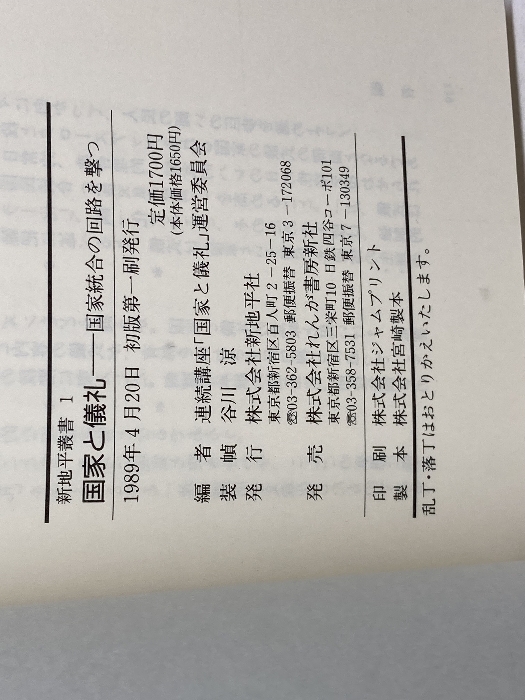 新地平叢書 1
国家と儀礼──国家統合の回路を撃つ
1989年4月20日 初版第一刷発行
定価1700円
(本体価格1650円)
編者 連続講座「国家と儀礼」運営委員会
装幀 谷川 涼
発行 株式会社新地平社
東京都新宿区百人町2-25-16
☎03-362-5803 郵便振替 東京3-172068
発売 株式会社れんが書房新社
東京都新宿区三栄町10 日鉄四谷コーポ101
☎03-358-7531 郵便振替 東京7-130349
印刷 株式会社ジャムプリント
製本 株式会社宮崎製本
乱丁・落丁はおとりかえいたします。